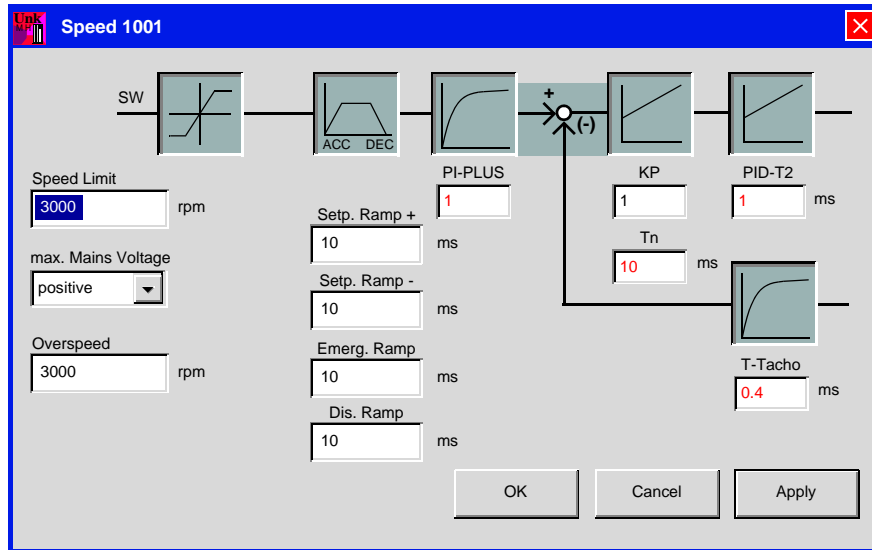 Unk
Speed 1001
SW
+
(-)
ACC DEC
PI-PLUS
1
KP
1
PID-T2
1 ms
Speed Limit
3000 rpm
Setp. Ramp +
10 ms
Tn
10 ms
max. Mains Voltage
positive
Setp. Ramp -
10 ms
Overspeed
3000 rpm
Emerg. Ramp
10 ms
T-Tacho
0.4 ms
Dis. Ramp
10 ms
OK Cancel Apply